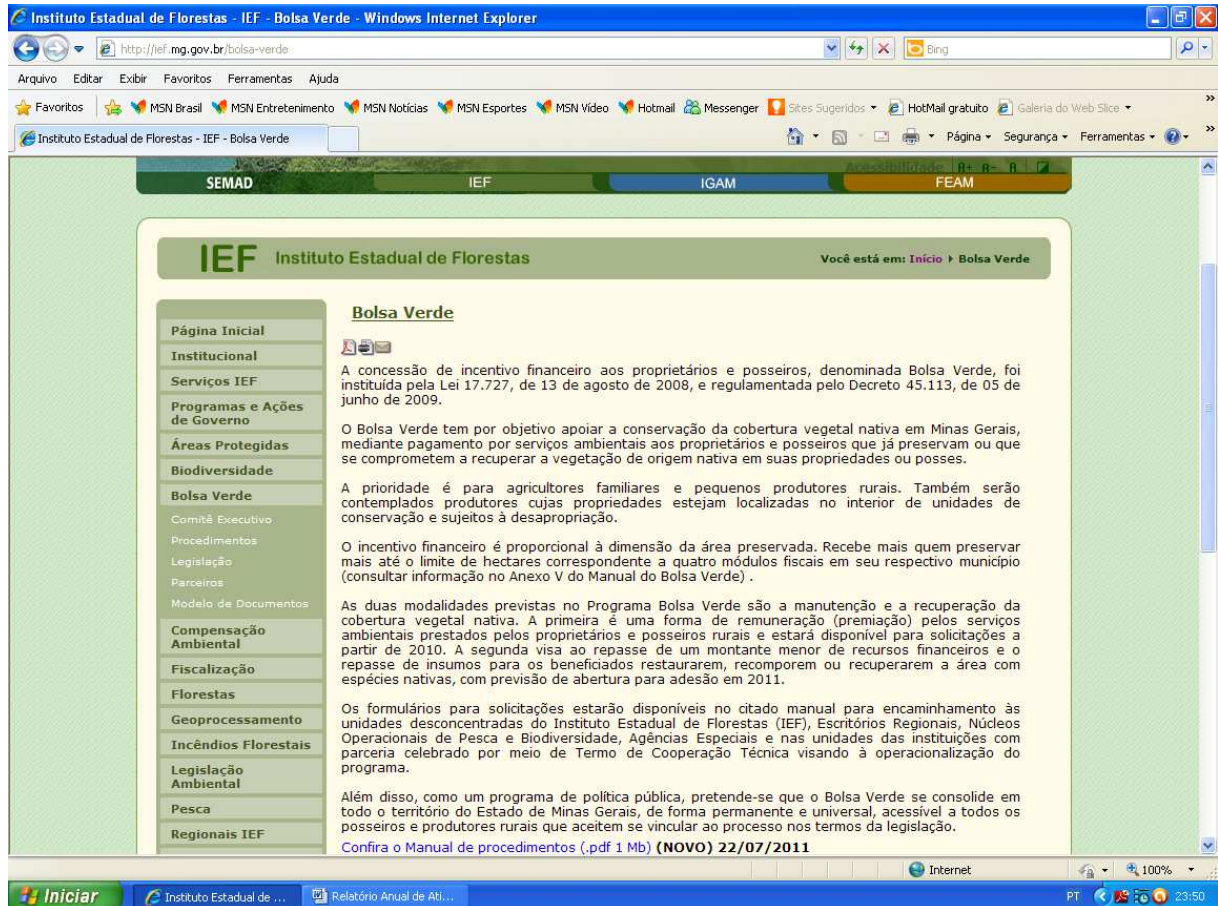 Instituto Estadual de Florestas - IEF - Bolsa Verde - Windows Internet Explorer
http://ief.mg.gov.br/bolsa-verde
Bing
Arquivo Editar Exibir Favoritos Ferramentas Ajuda
Favoritos MSN Brasil MSN Entretenimento MSN Notícias MSN Esportes MSN Vídeo Hotmail Messenger Sites Sugeridos HotMail gratuito Galeria do Web Slice »
Instituto Estadual de Florestas - IEF - Bolsa Verde Página Segurança Ferramentas »
Acessibilidade A+ A- A
SEMAD IEF IGAM FEAM
IEF Instituto Estadual de Florestas Você está em: Início Bolsa Verde
Página Inicial
Institucional
Serviços IEF
Programas e Ações
de Governo
Áreas Protegidas
Biodiversidade
Bolsa Verde
Comitê Executivo
Procedimentos
Legislação
Parceiros
Modelo de Documentos
Compensação
Ambiental
Fiscalização
Florestas
Geoprocessamento
Incêndios Florestais
Legislação
Ambiental
Pesca
Regionais IEF
Bolsa Verde
A concessão de incentivo financeiro aos proprietários e posseiros, denominada Bolsa Verde, foi
instituída pela Lei 17.727, de 13 de agosto de 2008, e regulamentada pelo Decreto 45.113, de 05 de
junho de 2009.
O Bolsa Verde tem por objetivo apoiar a conservação da cobertura vegetal nativa em Minas Gerais,
mediante pagamento por serviços ambientais aos proprietários e posseiros que já preservam ou que
se comprometem a recuperar a vegetação de origem nativa em suas propriedades ou posses.
A prioridade é para agricultores familiares e pequenos produtores rurais. Também serão
contemplados produtores cujas propriedades estejam localizadas no interior de unidades de
conservação e sujeitos à desapropriação.
O incentivo financeiro é proporcional à dimensão da área preservada. Recebe mais quem preservar
mais até o limite de hectares correspondente a quatro módulos fiscais em seu respectivo município
(consultar informação no Anexo V do Manual do Bolsa Verde) .
As duas modalidades previstas no Programa Bolsa Verde são a manutenção e a recuperação da
cobertura vegetal nativa. A primeira é uma forma de remuneração (premiação) pelos serviços
ambientais prestados pelos proprietários e posseiros rurais e estará disponível para solicitações a
partir de 2010. A segunda visa ao repasse de um montante menor de recursos financeiros e o
repasse de insumos para os beneficiados restaurarem, recomporem ou recuperarem a área com
espécies nativas, com previsão de abertura para adesão em 2011.
Os formulários para solicitações estarão disponíveis no citado manual para encaminhamento às
unidades desconcentradas do Instituto Estadual de Florestas (IEF), Escritórios Regionais, Núcleos
Operacionais de Pesca e Biodiversidade, Agências Especiais e nas unidades das instituições com
parceria celebrado por meio de Termo de Cooperação Técnica visando à operacionalização do
programa.
Além disso, como um programa de política pública, pretende-se que o Bolsa Verde se consolide em
todo o território do Estado de Minas Gerais, de forma permanente e universal, acessível a todos os
posseiros e produtores rurais que aceitem se vincular ao processo nos termos da legislação.
Confira o Manual de procedimentos (.pdf 1 Mb) (NOVO) 22/07/2011
Internet 100%
Iniciar Instituto Estadual de ... Relatório Anual de Ati... PT 23:50